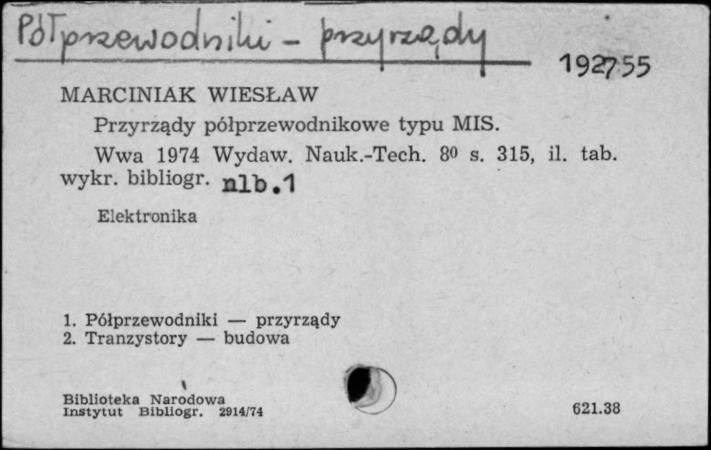 Półprzewodniki – przyrządy
192755
MARCINIAK WIESŁAW
Przyrządy półprzewodnikowe typu MIS.
Wwa 1974 Wydaw. Nauk.-Tech. 8⁰ s. 315, il. tab.
wykr. bibliogr. nlb.1
Elektronika
1. Półprzewodniki — przyrządy
2. Tranzystory — budowa
Biblioteka Narodowa
Instytut Bibliogr. 2914/74
621.38